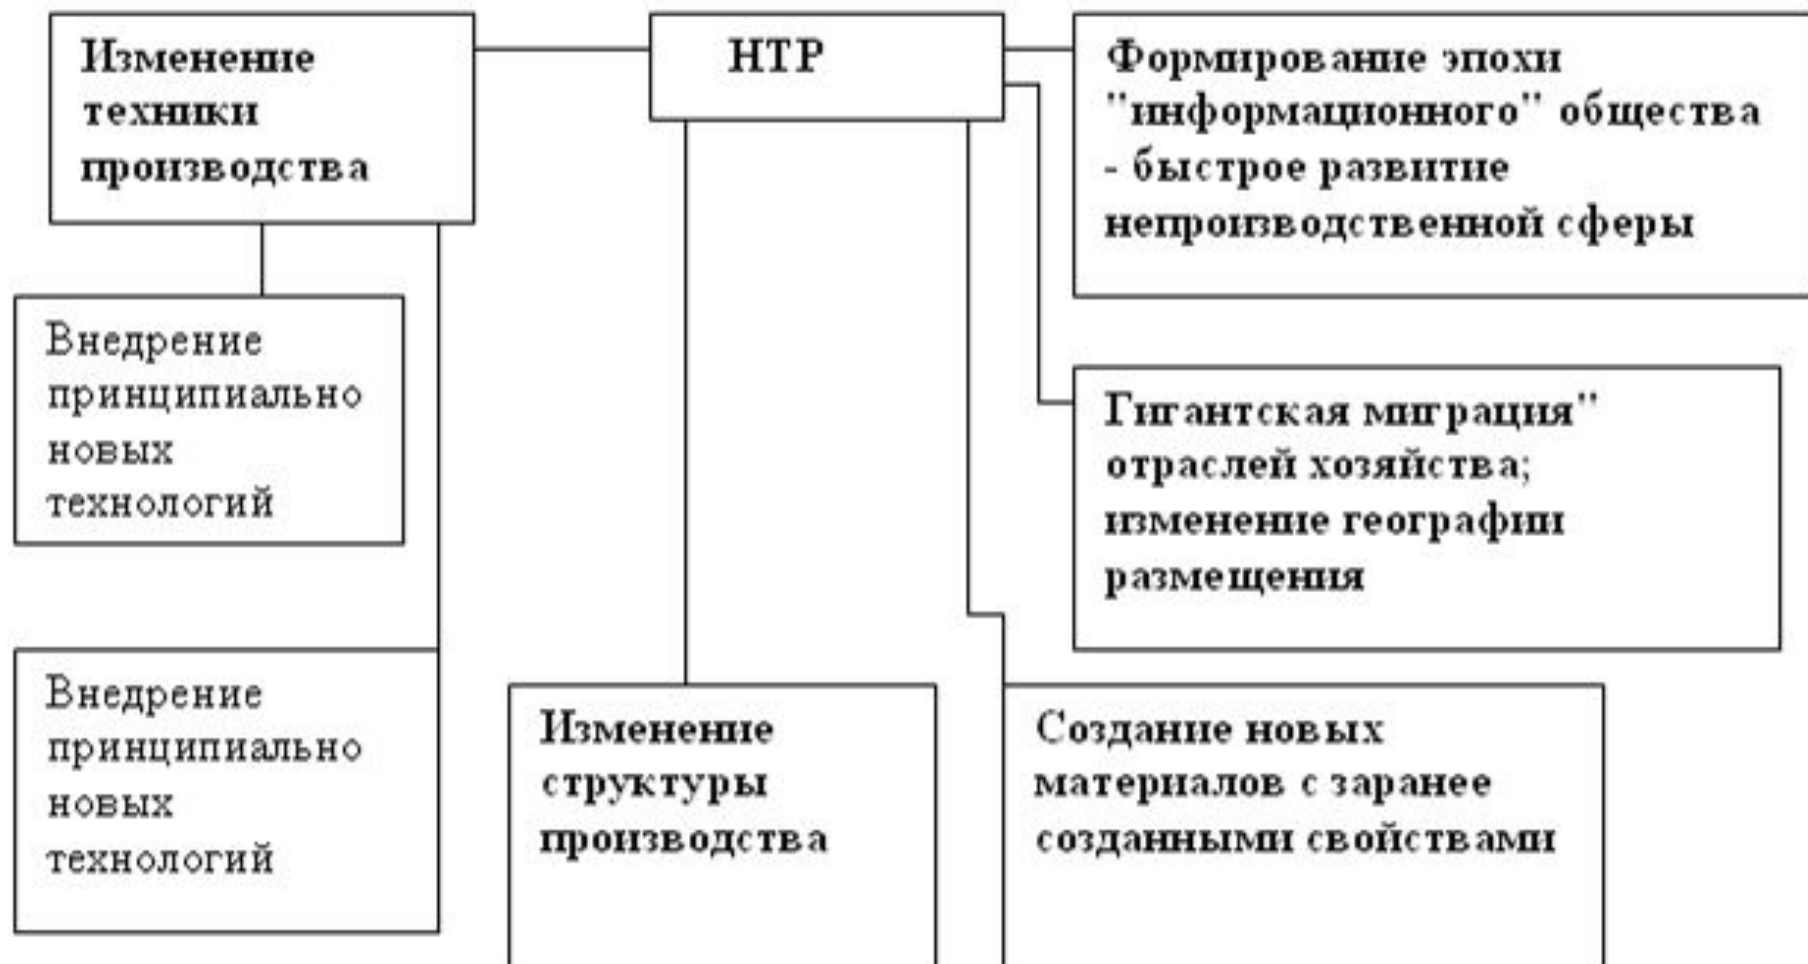 Изменение
техники
производства
НТР
Формирование эпохи
"информационного" общества
- быстрое развитие
непроизводственной сферы
Внедрение
принципиально
новых
технологий
Гигантская миграция"
отраслей хозяйства;
изменение географии
размещения
Внедрение
принципиально
новых
технологий
Изменение
структуры
производства
Создание новых
материалов с заранее
созданными свойствами